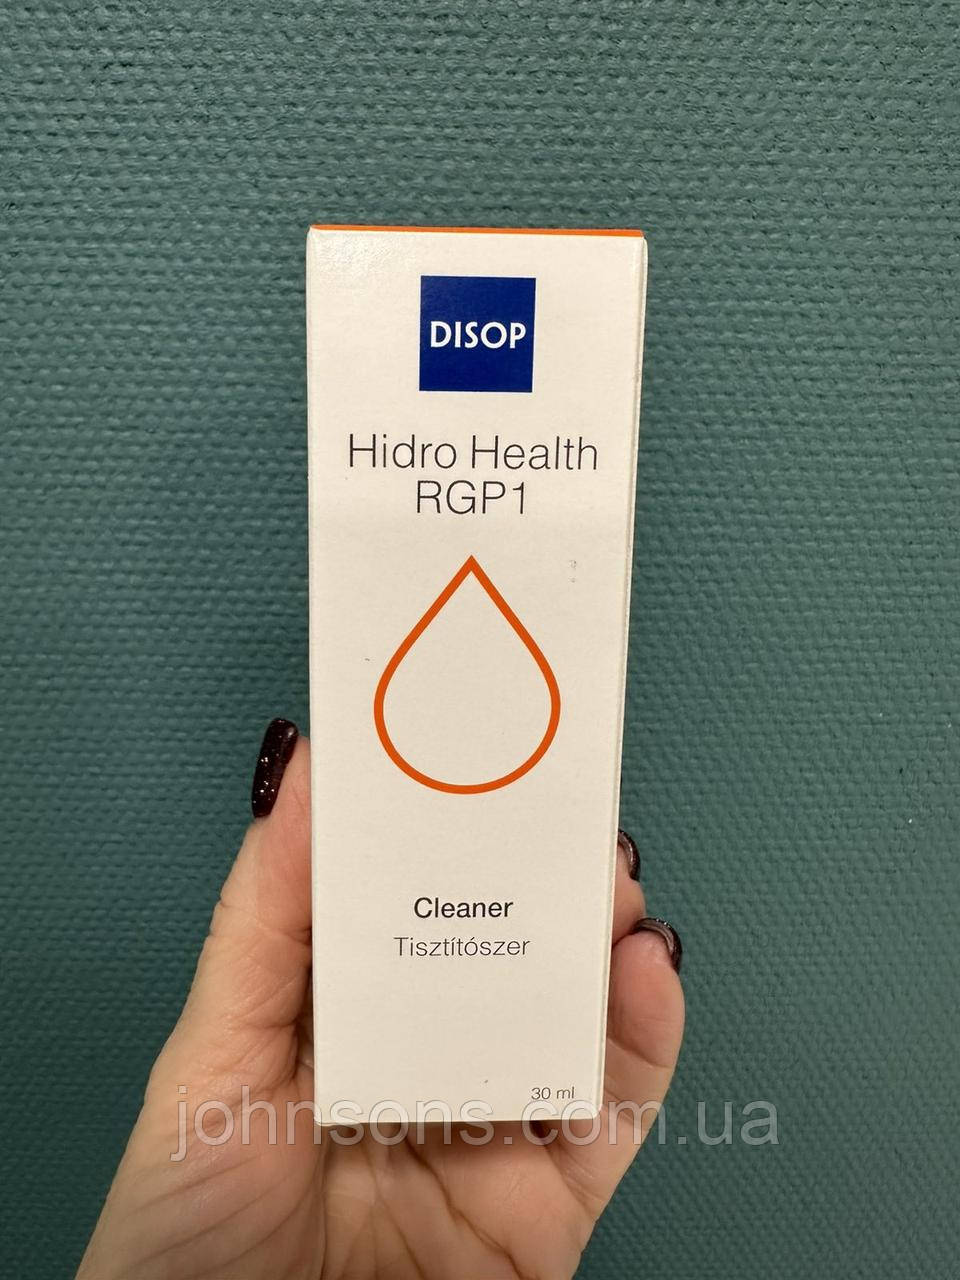 DISOP
Hidro Health
RGP1
Cleaner
Tisztítószer
30 ml
johnsons.com.ua